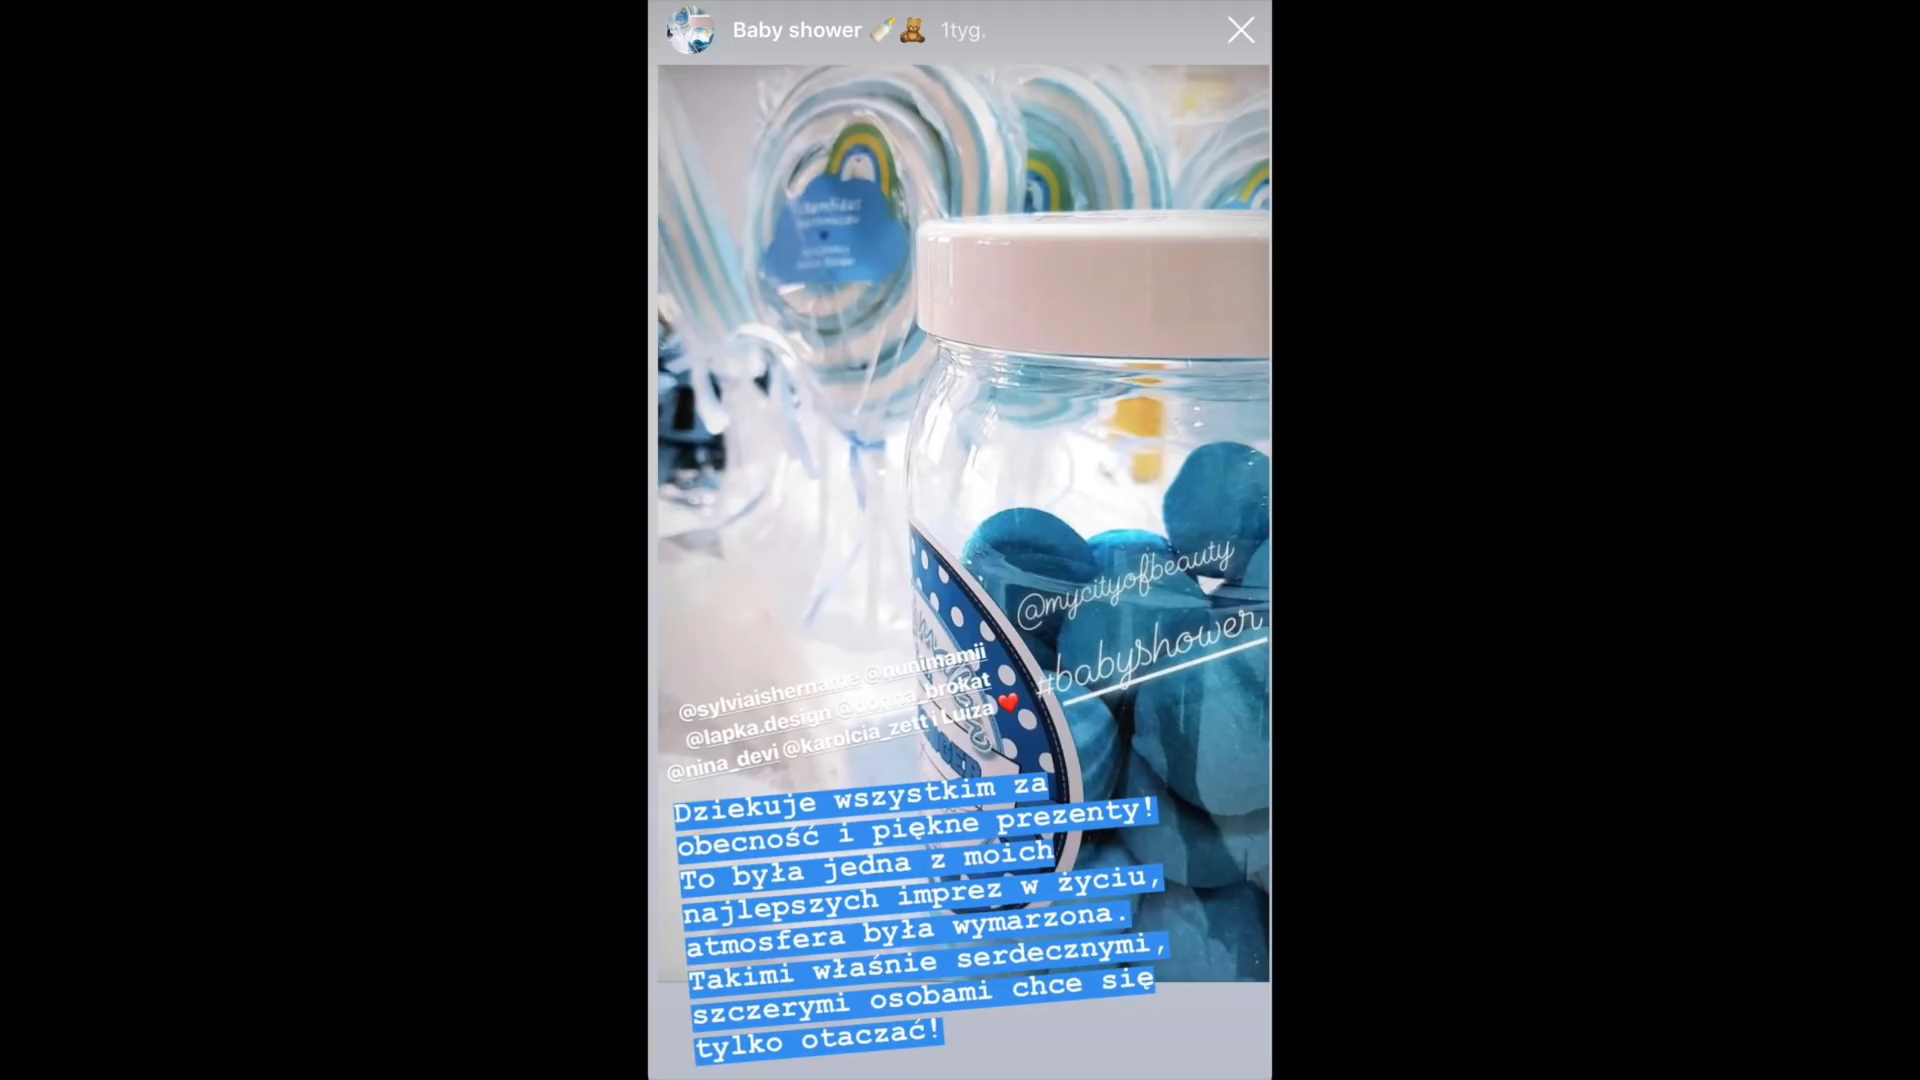 Baby shower 🍼🧸 1tyg.
@mycityofbeauty
#babyshower
@sylviaishername @nunimamii
@lapka.design @donna_brokat
@nina_devi @karolcia_zett i Luiza❤️
Dziekuje wszystkim za
obecność i piękne prezenty!
To była jedna z moich
najlepszych imprez w życiu,
atmosfera była wymarzona.
Takimi właśnie serdecznymi,
szczerymi osobami chce się
tylko otaczać!